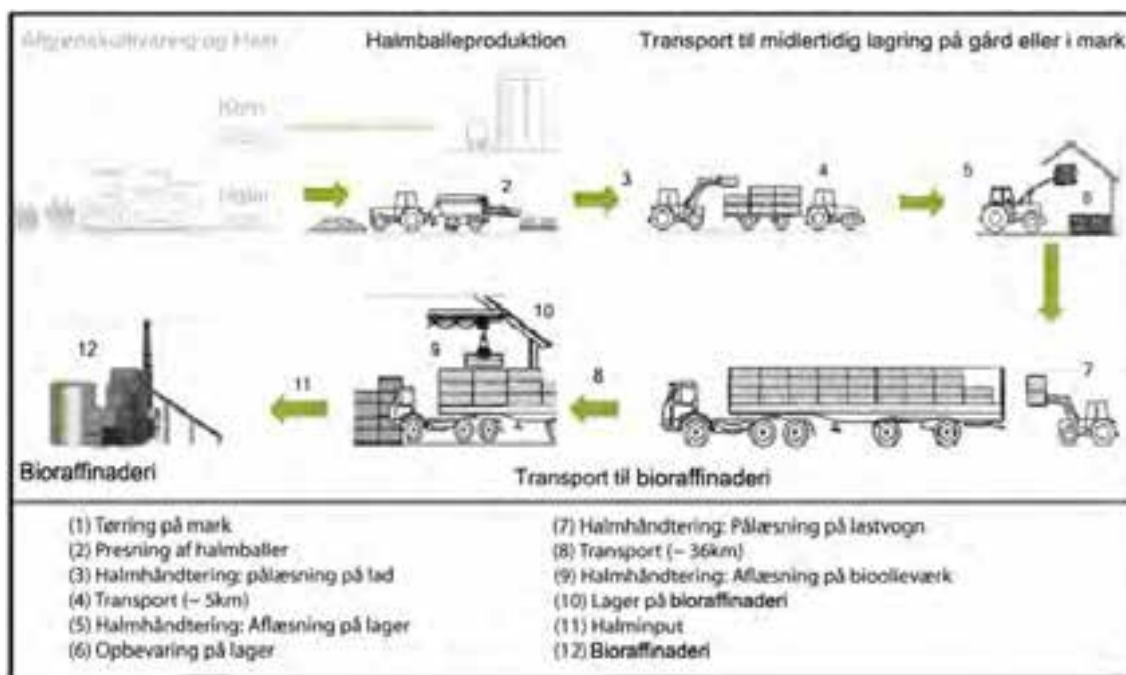 Halmballeproduktion
Transport til midlertidig lagring på gård eller i mark
2
3
4
5
6
7
8
9
10
11
12
Bioraffinaderi
Transport til bioraffinaderi
(1) Tørring på mark
(2) Presning af halmballer
(3) Halmhåndtering: pålæsning på lad
(4) Transport (~ 5km)
(5) Halmhåndtering: Aflæsning på lager
(6) Opbevaring på lager
(7) Halmhåndtering: Pålæsning på lastvogn
(8) Transport (~ 36km)
(9) Halmhåndtering: Aflæsning på bioolieværk
(10) Lager på bioraffinaderi
(11) Halminput
(12) Bioraffinaderi